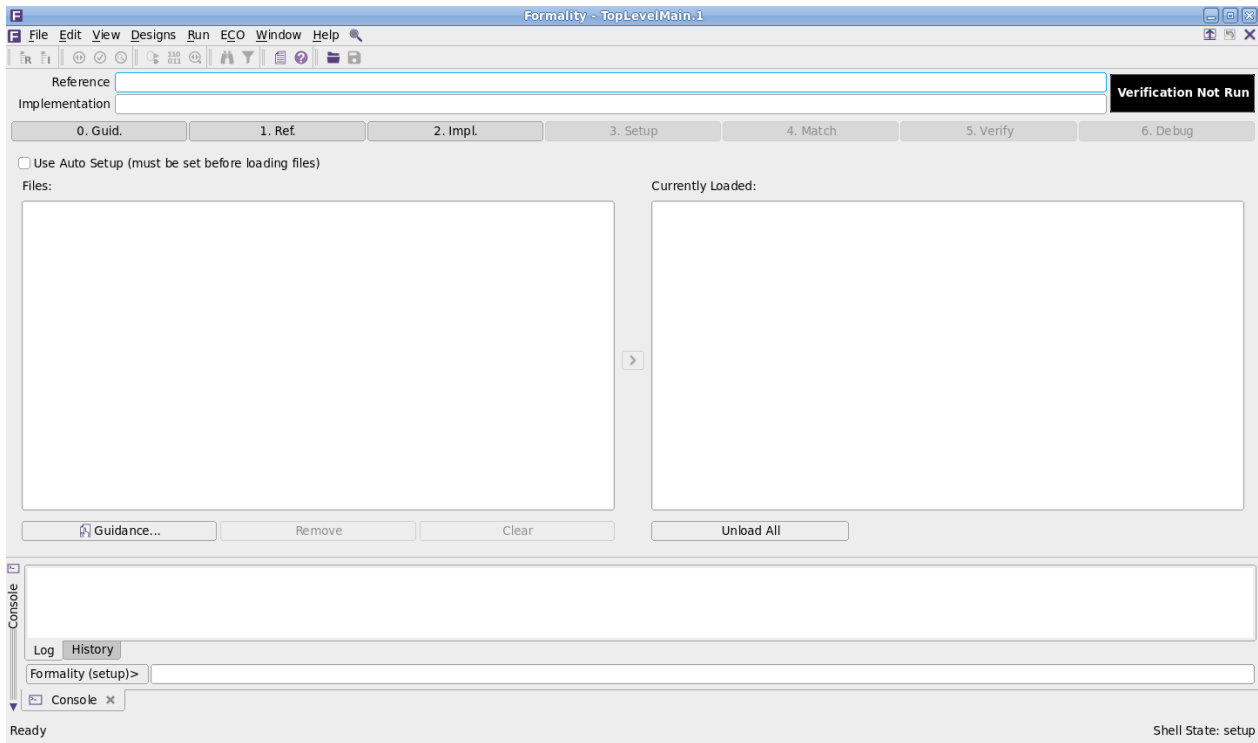 Formality - TopLevelMain.1
File Edit View Designs Run ECO Window Help
Reference
Verification Not Run
Implementation
0. Guid. 1. Ref. 2. Impl. 3. Setup 4. Match 5. Verify 6. Debug
Use Auto Setup (must be set before loading files)
Files: Currently Loaded:
>
Guidance... Remove Clear Unload All
Console
Log History
Formality (setup)>
Console
Ready Shell State: setup